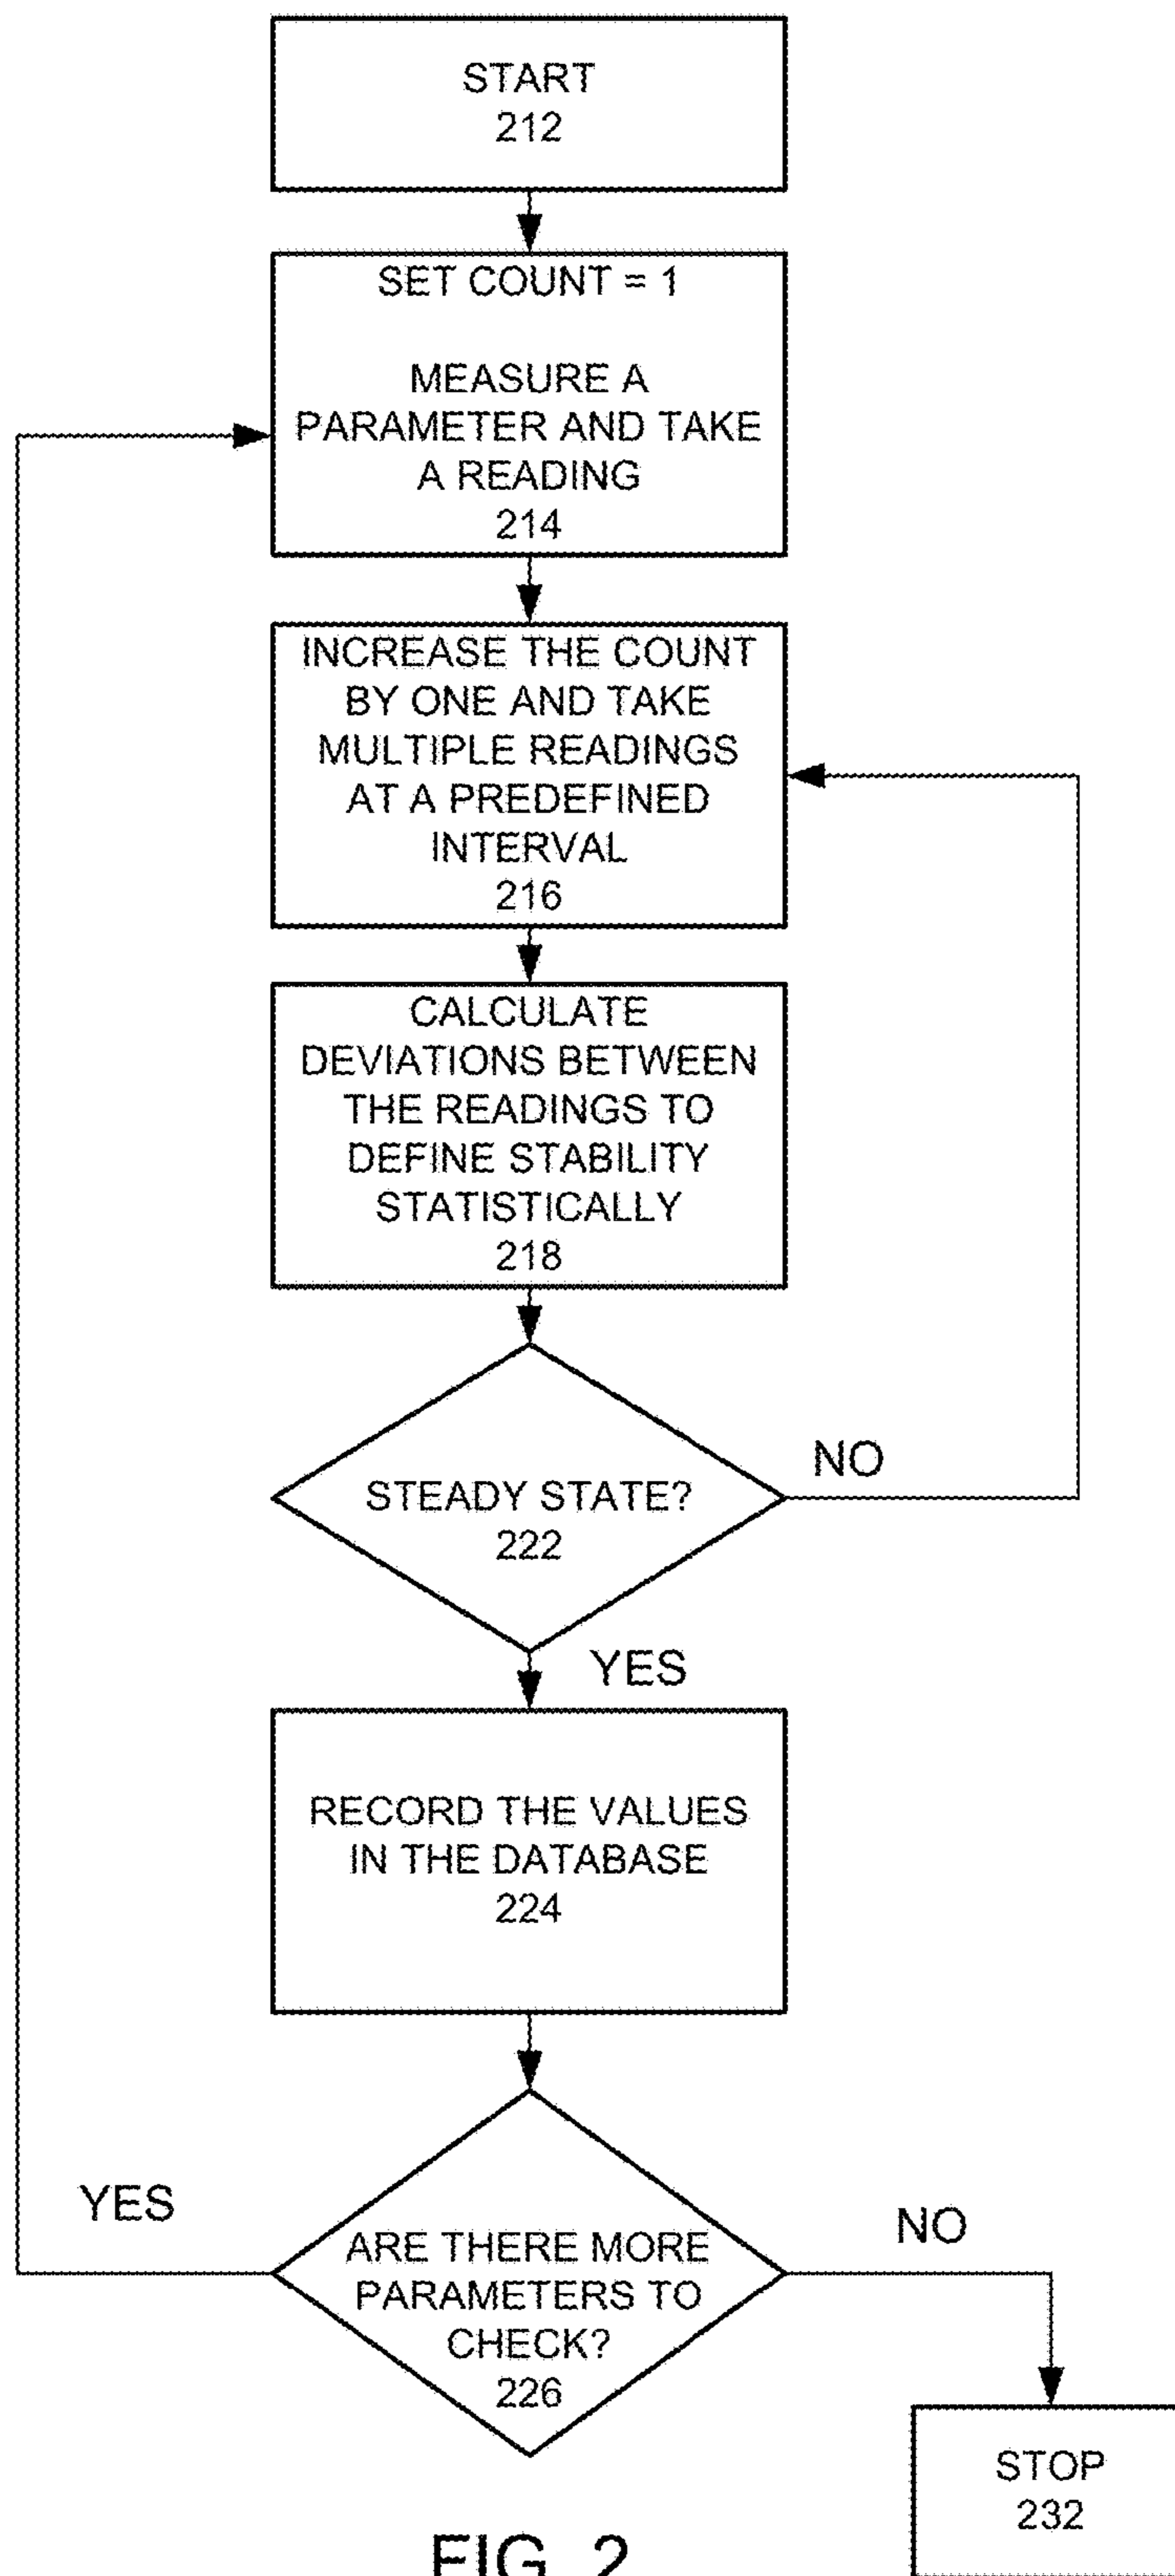 START
212
SET COUNT = 1
MEASURE A
PARAMETER AND TAKE
A READING
214
INCREASE THE COUNT
BY ONE AND TAKE
MULTIPLE READINGS
AT A PREDEFINED
INTERVAL
216
CALCULATE
DEVIATIONS BETWEEN
THE READINGS TO
DEFINE STABILITY
STATISTICALLY
218
STEADY STATE?
222
NO
YES
RECORD THE VALUES
IN THE DATABASE
224
ARE THERE MORE
PARAMETERS TO
CHECK?
226
YES
NO
STOP
232
FIG. 2